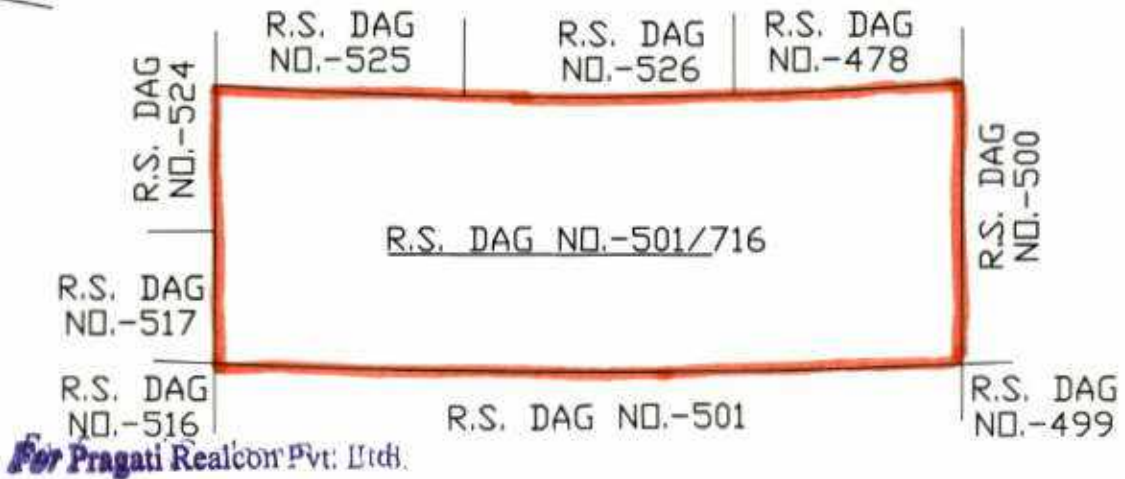 R.S. DAG
NO.-525
R.S. DAG
NO.-526
R.S. DAG
NO.-478
R.S. DAG
NO.-524
R.S. DAG
NO.-500
R.S. DAG NO.-501/716
R.S. DAG
NO.-517
R.S. DAG
NO.-516
R.S. DAG NO.-501
R.S. DAG
NO.-499
For Pragati Realcon Pvt. Ltd.